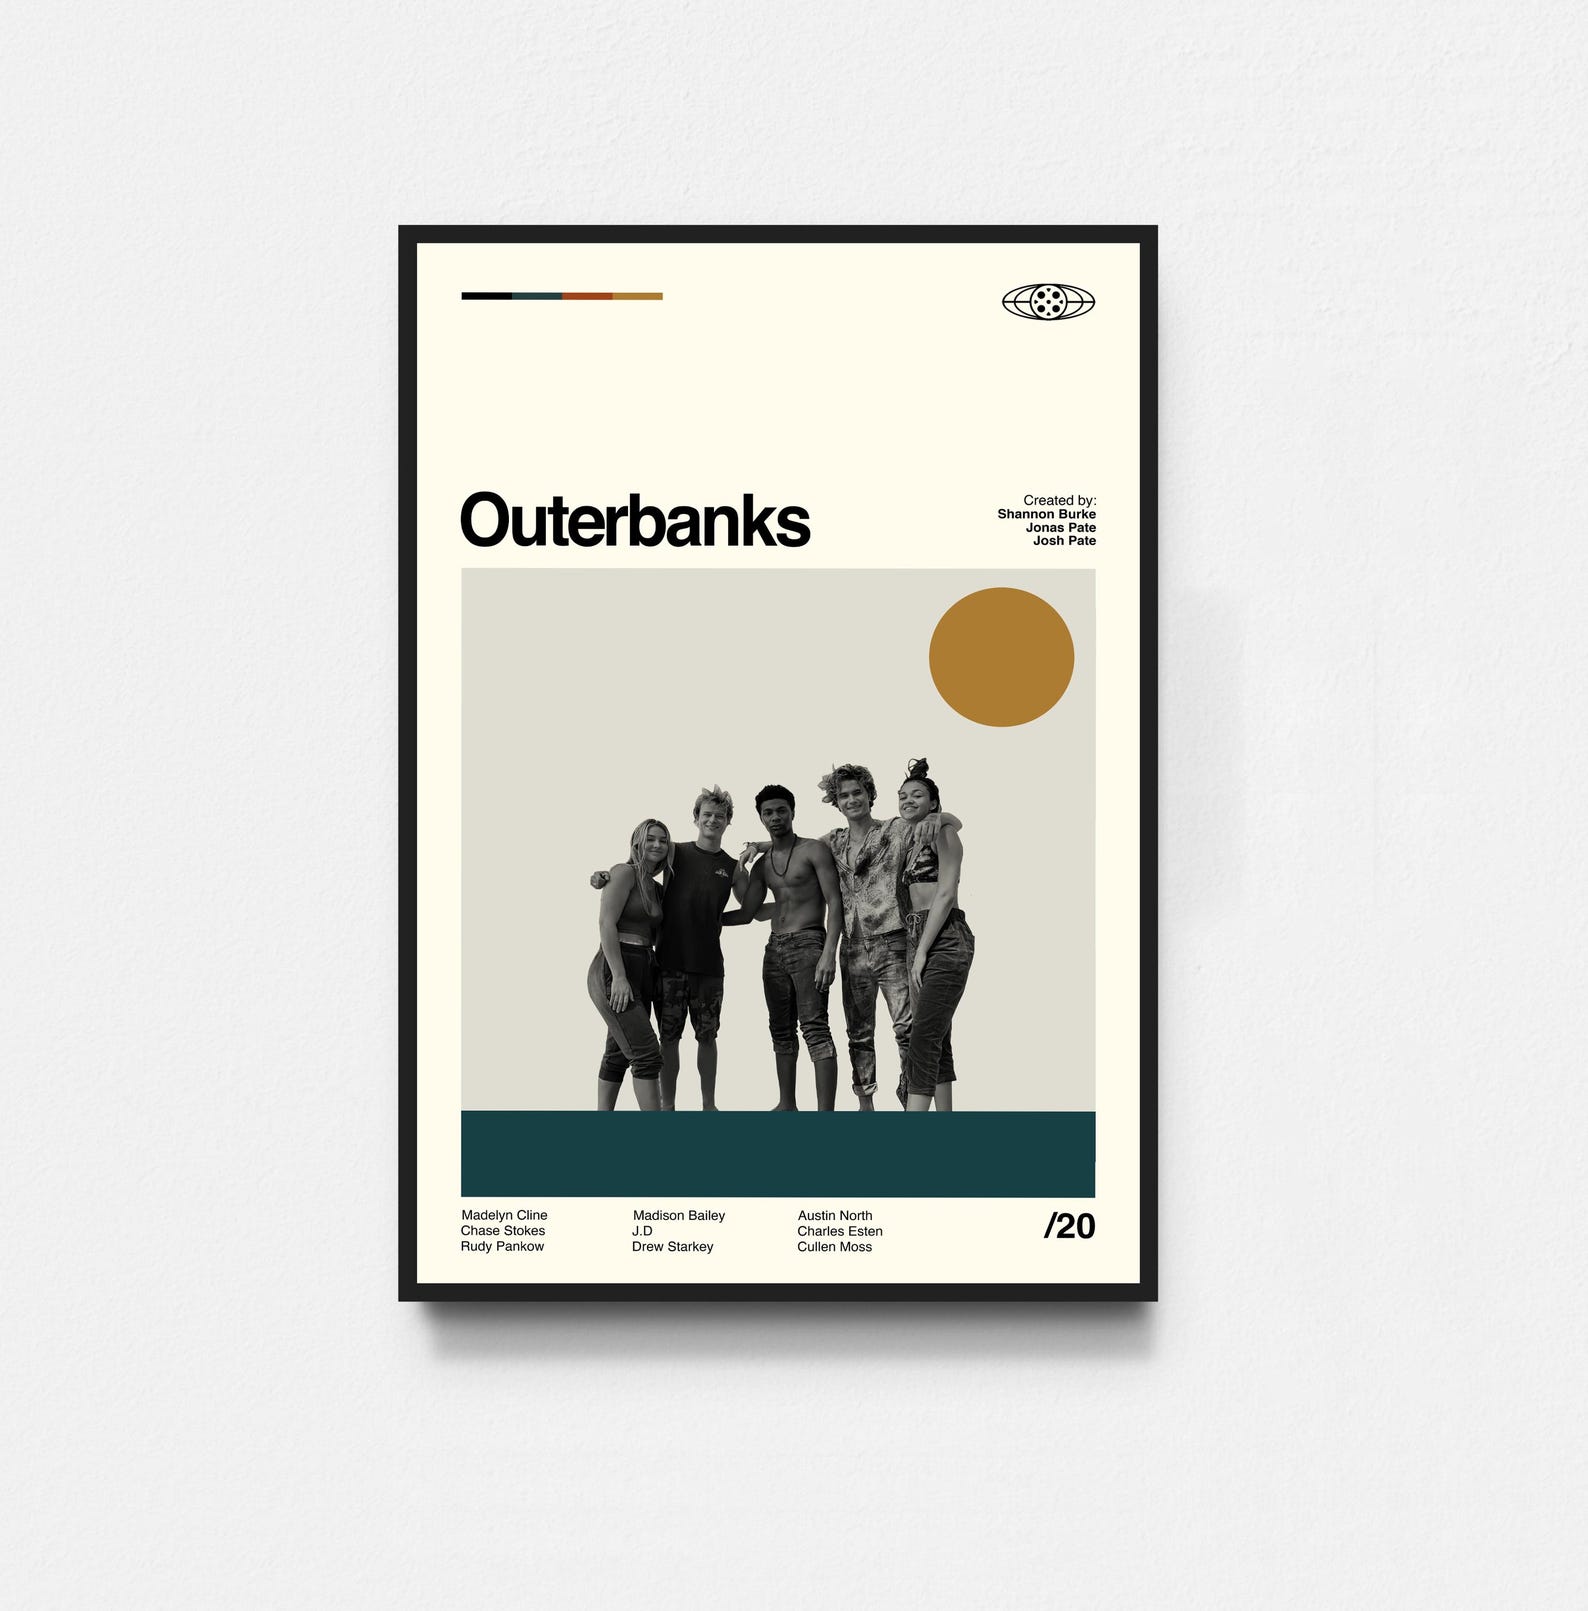 Outerbanks
Created by:
Shannon Burke
Jonas Pate
Josh Pate
Madelyn Cline
Chase Stokes
Rudy Pankow
Madison Bailey
J.D
Drew Starkey
Austin North
Charles Esten
Cullen Moss
/20